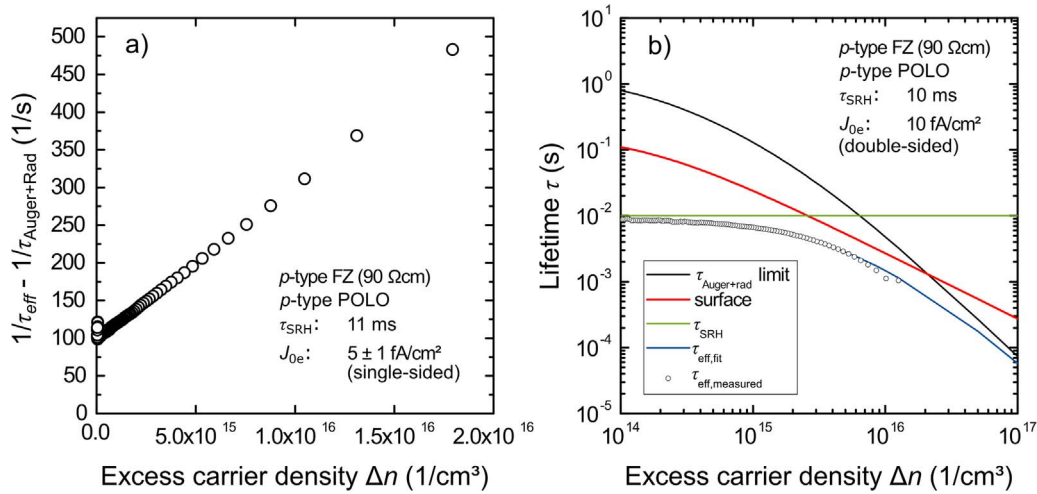 a)
500
450
400
350
300
250
200
150
100
50
0
1/τeff - 1/τAuger+Rad (1/s)
p-type FZ (90 Ωcm)
p-type POLO
τSRH: 11 ms
J0e: 5 ± 1 fA/cm²
(single-sided)
0.0 5.0x10^15 1.0x10^16 1.5x10^16 2.0x10^16
Excess carrier density Δn (1/cm³)
b)
10^1
10^0
10^-1
10^-2
10^-3
10^-4
10^-5
Lifetime τ (s)
p-type FZ (90 Ωcm)
p-type POLO
τSRH: 10 ms
J0e: 10 fA/cm²
(double-sided)
τAuger+rad limit
surface
τSRH
τeff,fit
τeff,measured
10^14 10^15 10^16 10^17
Excess carrier density Δn (1/cm³)